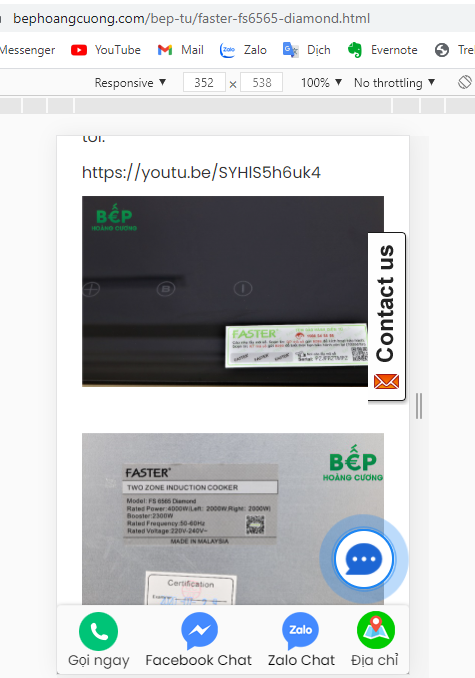 bephoangcuong.com/bep-tu/faster-fs6565-diamond.html
Messenger YouTube Mail Zalo Dịch Evernote Tre
Responsive 352 × 538 100% No throttling
tôi.
https://youtu.be/SYHlS5h6uk4
BẾP
HOÀNG CƯƠNG
Contact us
FASTER
BẾP
HOÀNG CƯƠNG
FASTER
TWO ZONE INDUCTION COOKER
Model: FS 6565 Diamond
Rated Power:4000W(Left: 2000W;Right: 2000W)
Booster:2300W
Rated Frequency:50-60Hz
Rated Voltage:220V-240V~
MADE IN MALAYSIA
Certification
Gọi ngay Facebook Chat Zalo Chat Địa chỉ
Zalo